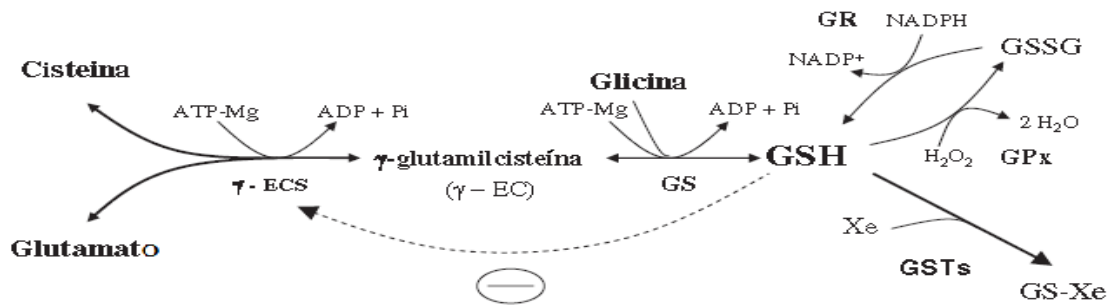 GR
NADPH
GSSG
NADP+
Cisteina
Glicina
ATP-Mg
ADP + Pi
ATP-Mg
ADP + Pi
2 H₂O
γ-glutamilcisteína
GSH
H₂O₂
GPx
γ - ECS
(γ – EC)
GS
Xe
Glutamato
GSTs
GS-Xe